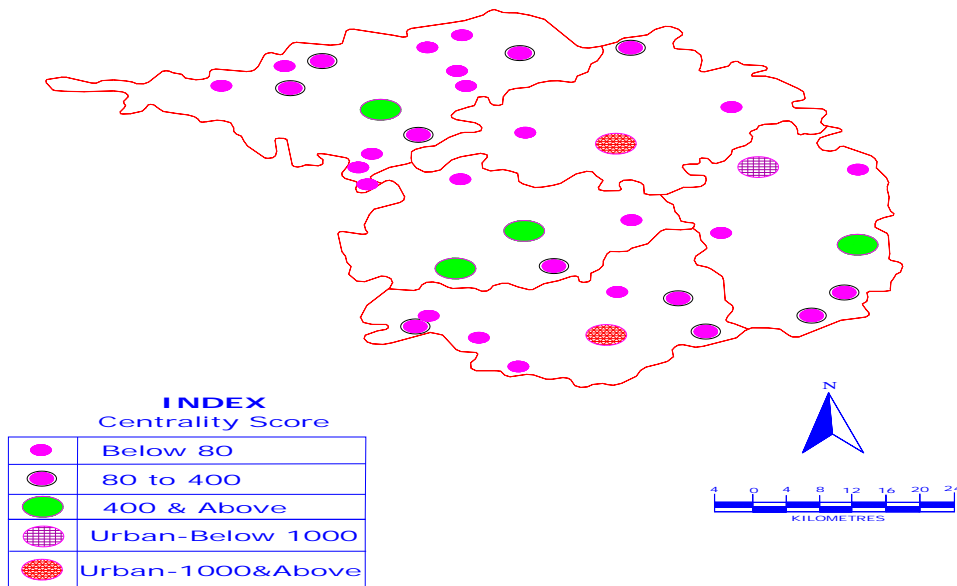 INDEX
Centrality Score
Below 80
80 to 400
400 & Above
Urban-Below 1000
Urban-1000&Above
N
4 0 4 8 12 16 20 24
KILOMETRES